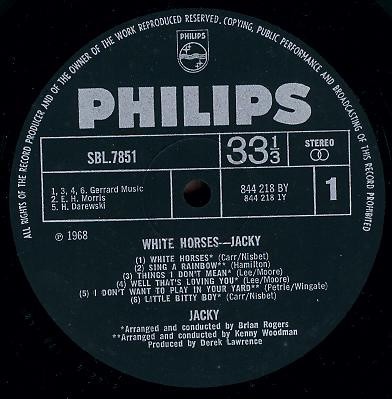 ALL RIGHTS OF THE RECORD PRODUCER AND OF THE OWNER OF THE WORK REPRODUCED RESERVED. COPYING, PUBLIC PERFORMANCE AND BROADCASTING OF THIS RECORD PROHIBITED
PHILIPS
PHILIPS
SBL.7851
33 1/3
STEREO
1, 3, 4, 6. Gerrard Music
2. E. H. Morris
5. H. Darewski
844 218 BY
844 218 1Y
1
℗ 1968
WHITE HORSES—JACKY
(1) WHITE HORSES* (Carr/Nisbet)
(2) SING A RAINBOW** (Hamilton)
(3) THINGS I DON'T MEAN* (Lee/Moore)
(4) WELL THAT'S LOVING YOU* (Lee/Moore)
(5) I DON'T WANT TO PLAY IN YOUR YARD** (Petrie/Wingate)
(6) LITTLE BITTY BOY* (Carr/Nisbet)
JACKY
*Arranged and conducted by Brian Rogers
**Arranged and conducted by Kenny Woodman
Produced by Derek Lawrence